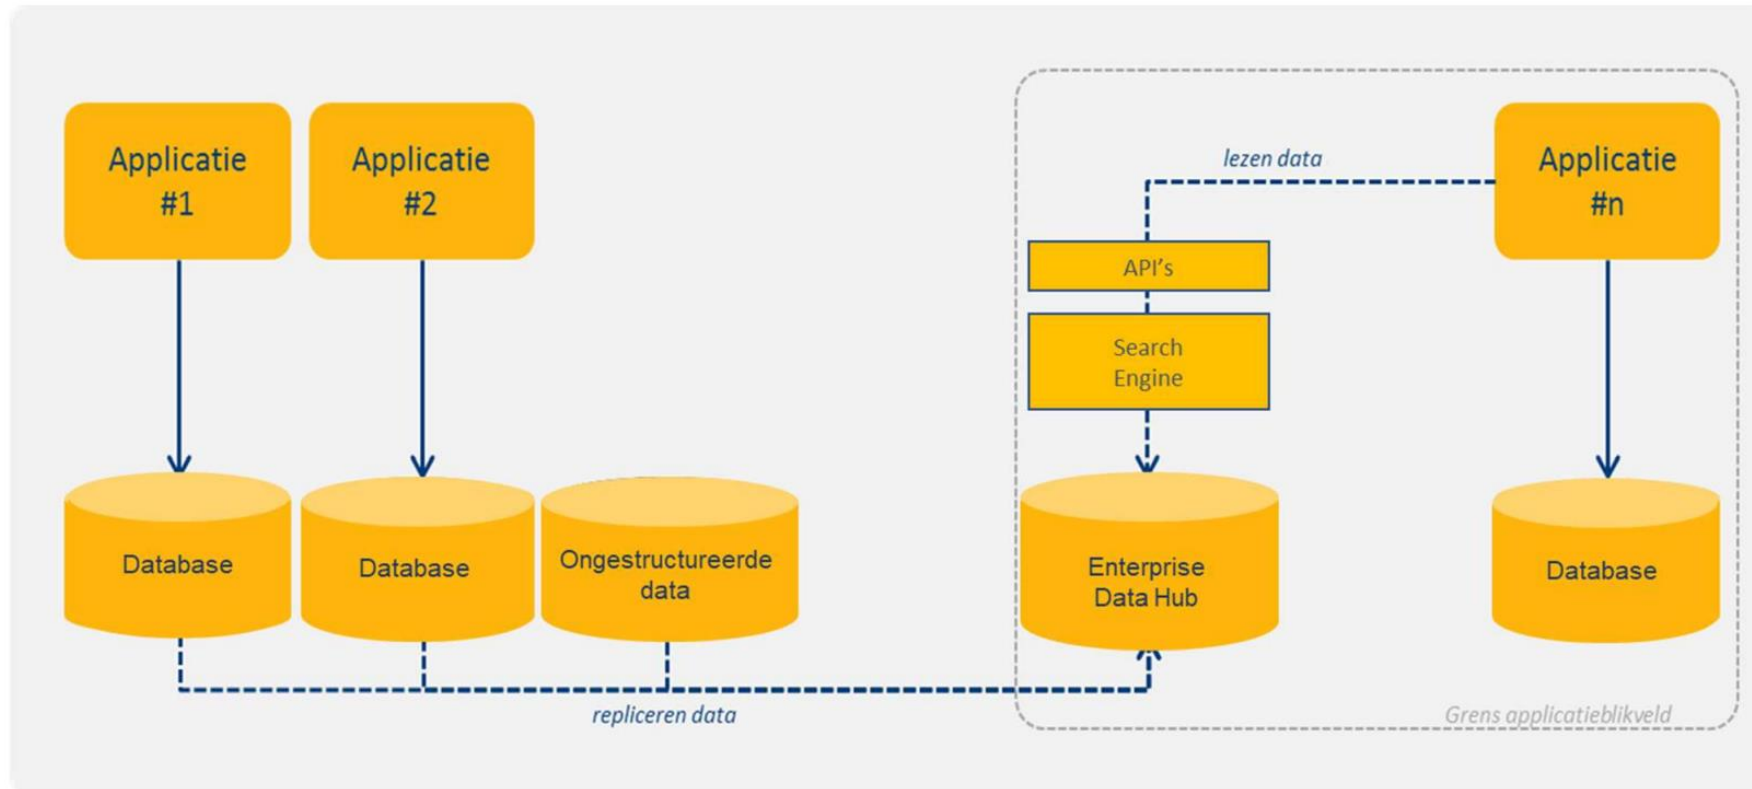 Applicatie
#1
Applicatie
#2
lezen data
Applicatie
#n
API's
Search
Engine
Database
Database
Ongestructureerde
data
Enterprise
Data Hub
Database
repliceren data
Grens applicatieblikveld